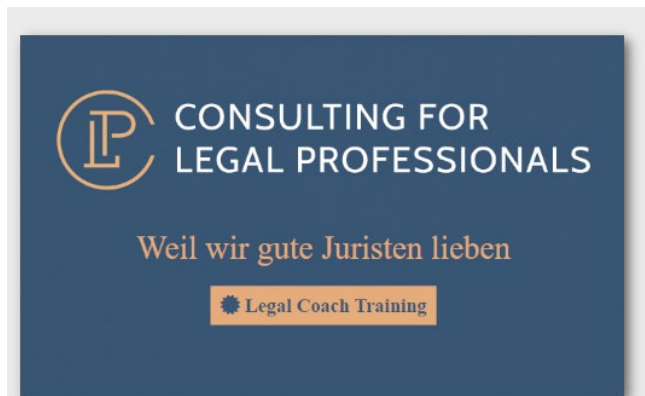 CONSULTING FOR
LEGAL PROFESSIONALS
Weil wir gute Juristen lieben
Legal Coach Training